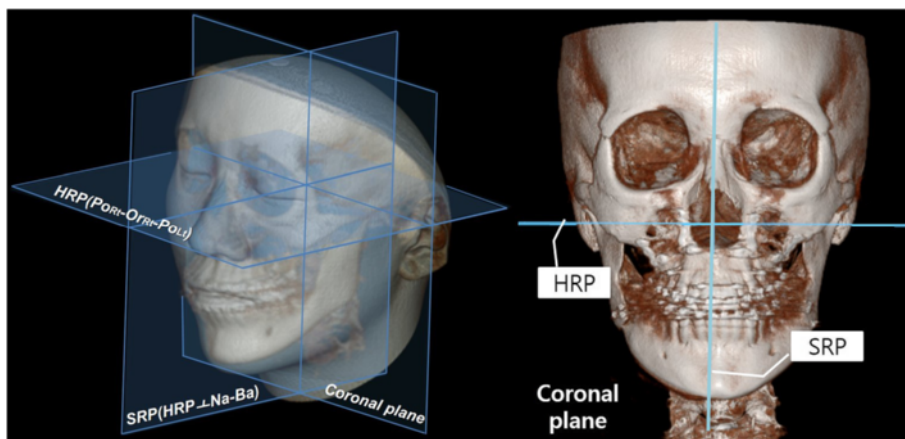 HRP(PoRt-OrRt-PoLt)
SRP(HRP⊥Na-Ba)
Coronal plane
HRP
SRP
Coronal
plane